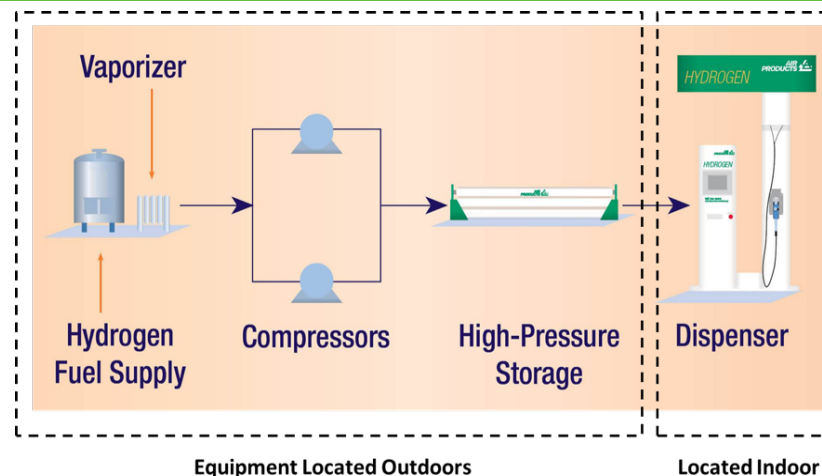 Vaporizer
AIR
PRODUCTS
HYDROGEN
HYDROGEN
Hydrogen
Fuel Supply
Compressors
High-Pressure
Storage
Dispenser
Equipment Located Outdoors
Located Indoor